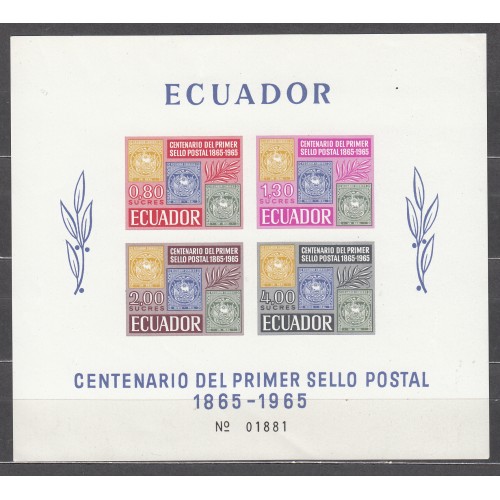 ECUADOR
CENTENARIO DEL PRIMER
SELLO POSTAL 1865-1965
0,80
SUCRES
ECUADOR
CENTENARIO DEL PRIMER
SELLO POSTAL 1865-1965
1,30
SUCRES
ECUADOR
CENTENARIO DEL PRIMER
SELLO POSTAL 1865-1965
2,00
SUCRES
ECUADOR
CENTENARIO DEL PRIMER
SELLO POSTAL 1865-1965
4,00
SUCRES
ECUADOR
CENTENARIO DEL PRIMER SELLO POSTAL
1865-1965
Nº 01881